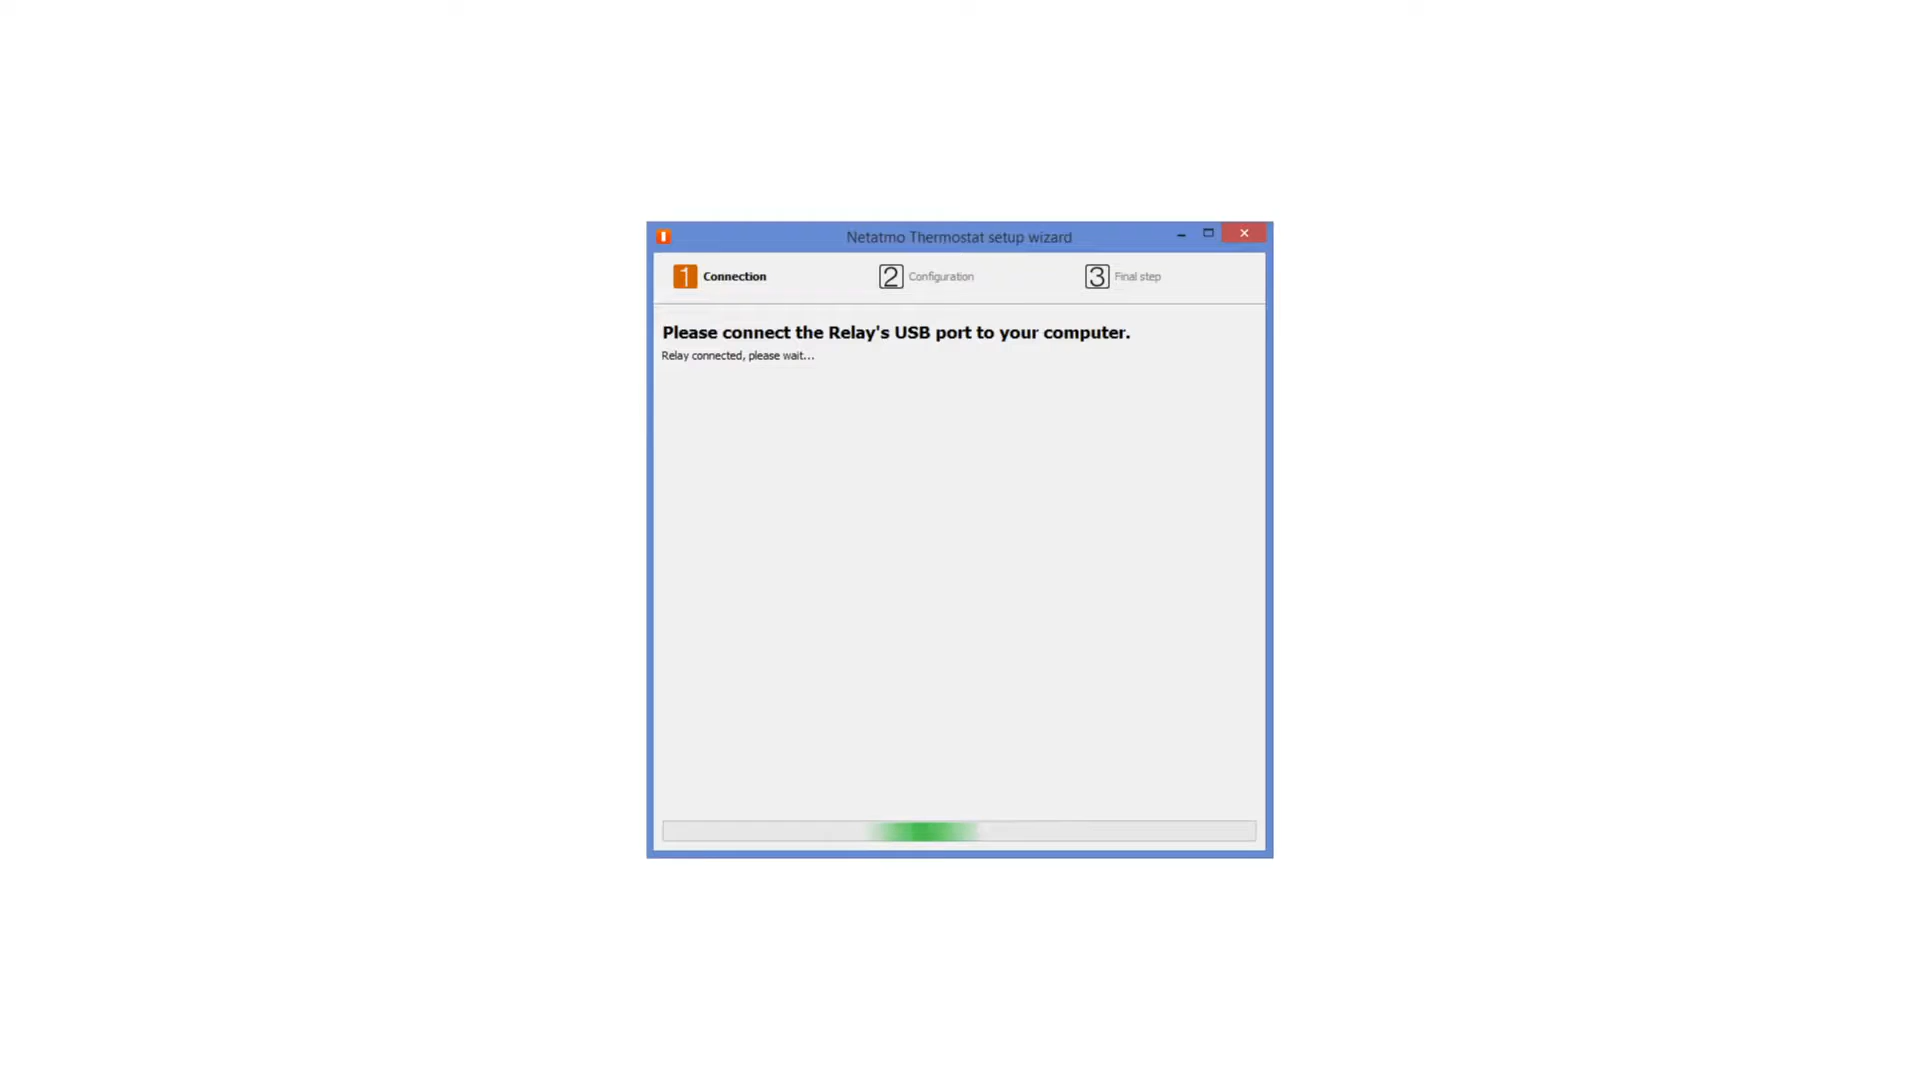 Netatmo Thermostat setup wizard
1 Connection
2 Configuration
3 Final step
Please connect the Relay's USB port to your computer.
Relay connected, please wait...